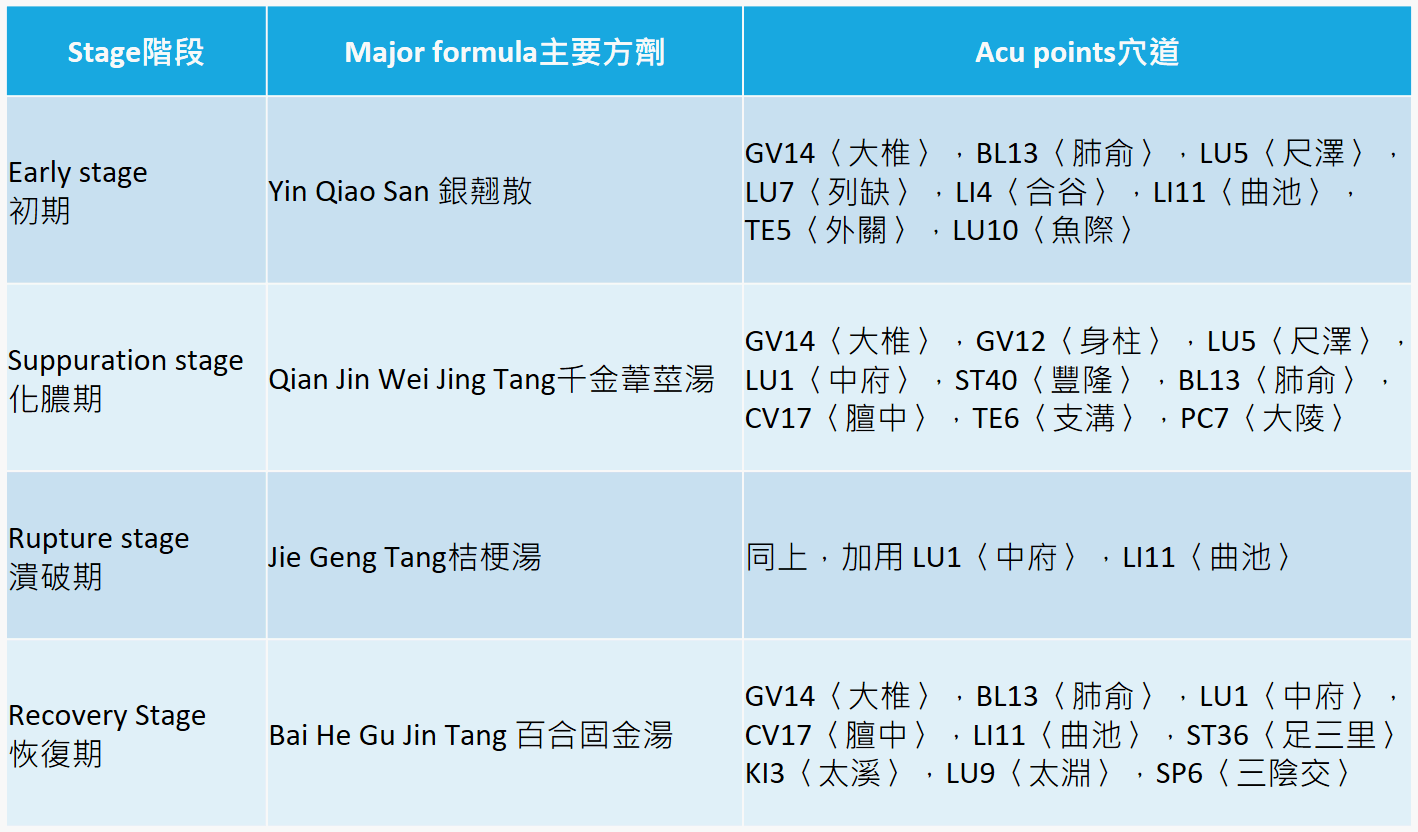 Stage階段
Major formula主要方劑
Acu points穴道
Early stage
初期
Yin Qiao San 銀翹散
GV14〈大椎〉，BL13〈肺俞〉，LU5〈尺澤〉，
LU7〈列缺〉，LI4〈合谷〉，LI11〈曲池〉，
TE5〈外關〉，LU10〈魚際〉
Suppuration stage
化膿期
Qian Jin Wei Jing Tang千金葦莖湯
GV14〈大椎〉，GV12〈身柱〉，LU5〈尺澤〉，
LU1〈中府〉，ST40〈豐隆〉，BL13〈肺俞〉，
CV17〈膻中〉，TE6〈支溝〉，PC7〈大陵〉
Rupture stage
潰破期
Jie Geng Tang桔梗湯
同上，加用 LU1〈中府〉，LI11〈曲池〉
Recovery Stage
恢復期
Bai He Gu Jin Tang 百合固金湯
GV14〈大椎〉，BL13〈肺俞〉，LU1〈中府〉，
CV17〈膻中〉，LI11〈曲池〉，ST36〈足三里〉
KI3〈太溪〉，LU9〈太淵〉，SP6〈三陰交〉